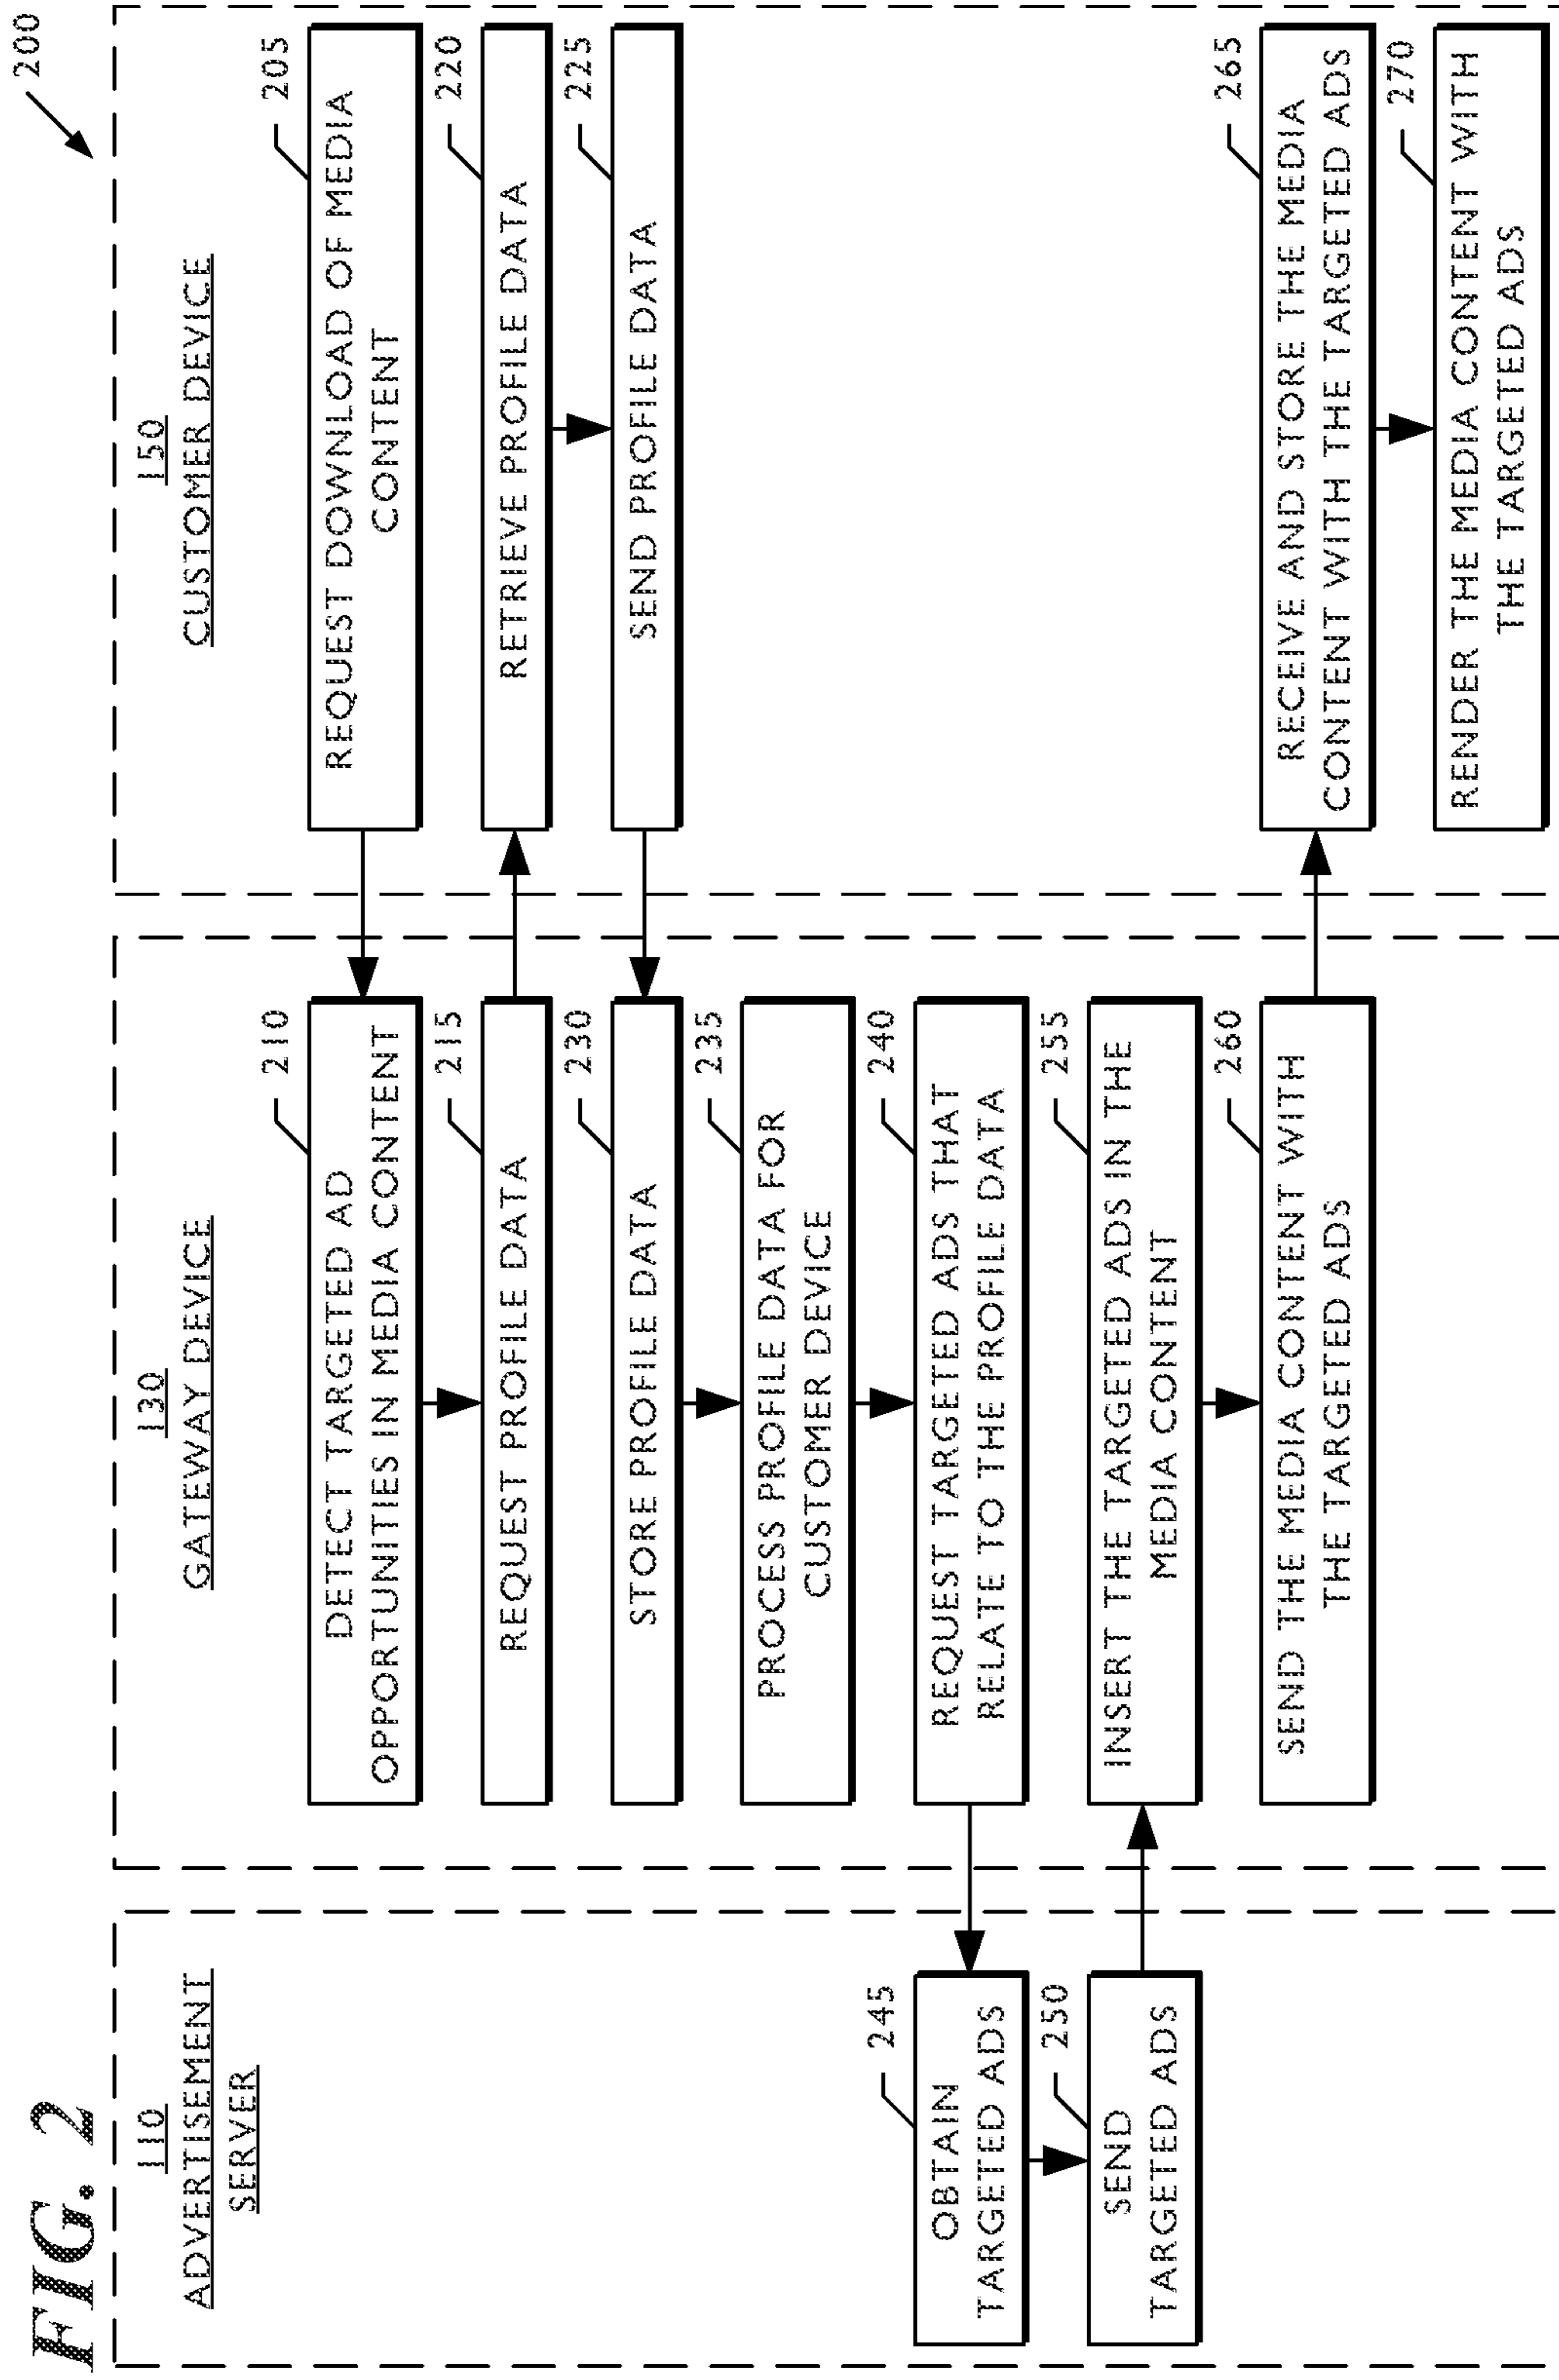 FIG. 2
200
110
ADVERTISEMENT
SERVER
130
GATEWAY DEVICE
150
CUSTOMER DEVICE
205
REQUEST DOWNLOAD OF MEDIA
CONTENT
210
DETECT TARGETED AD
OPPORTUNITIES IN MEDIA CONTENT
215
REQUEST PROFILE DATA
220
RETRIEVE PROFILE DATA
225
SEND PROFILE DATA
230
STORE PROFILE DATA
235
PROCESS PROFILE DATA FOR
CUSTOMER DEVICE
240
REQUEST TARGETED ADS THAT
RELATE TO THE PROFILE DATA
245
OBTAIN
TARGETED ADS
250
SEND
TARGETED ADS
255
INSERT THE TARGETED ADS IN THE
MEDIA CONTENT
260
SEND THE MEDIA CONTENT WITH
THE TARGETED ADS
265
RECEIVE AND STORE THE MEDIA
CONTENT WITH THE TARGETED ADS
270
RENDER THE MEDIA CONTENT WITH
THE TARGETED ADS